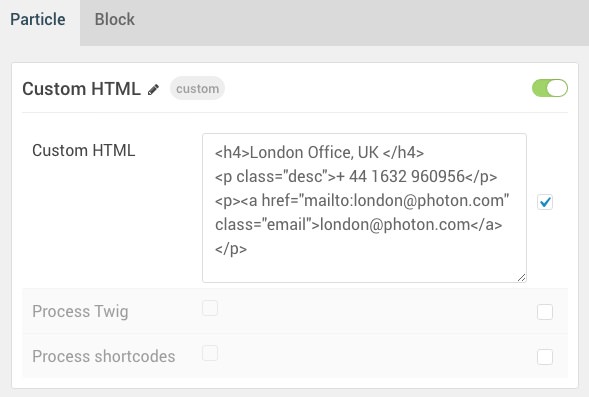 Particle Block
Custom HTML custom
Custom HTML
<h4>London Office, UK </h4>
<p class="desc">+ 44 1632 960956</p>
<p><a href="mailto:london@photon.com"
class="email">london@photon.com</a>
</p>
Process Twig
Process shortcodes